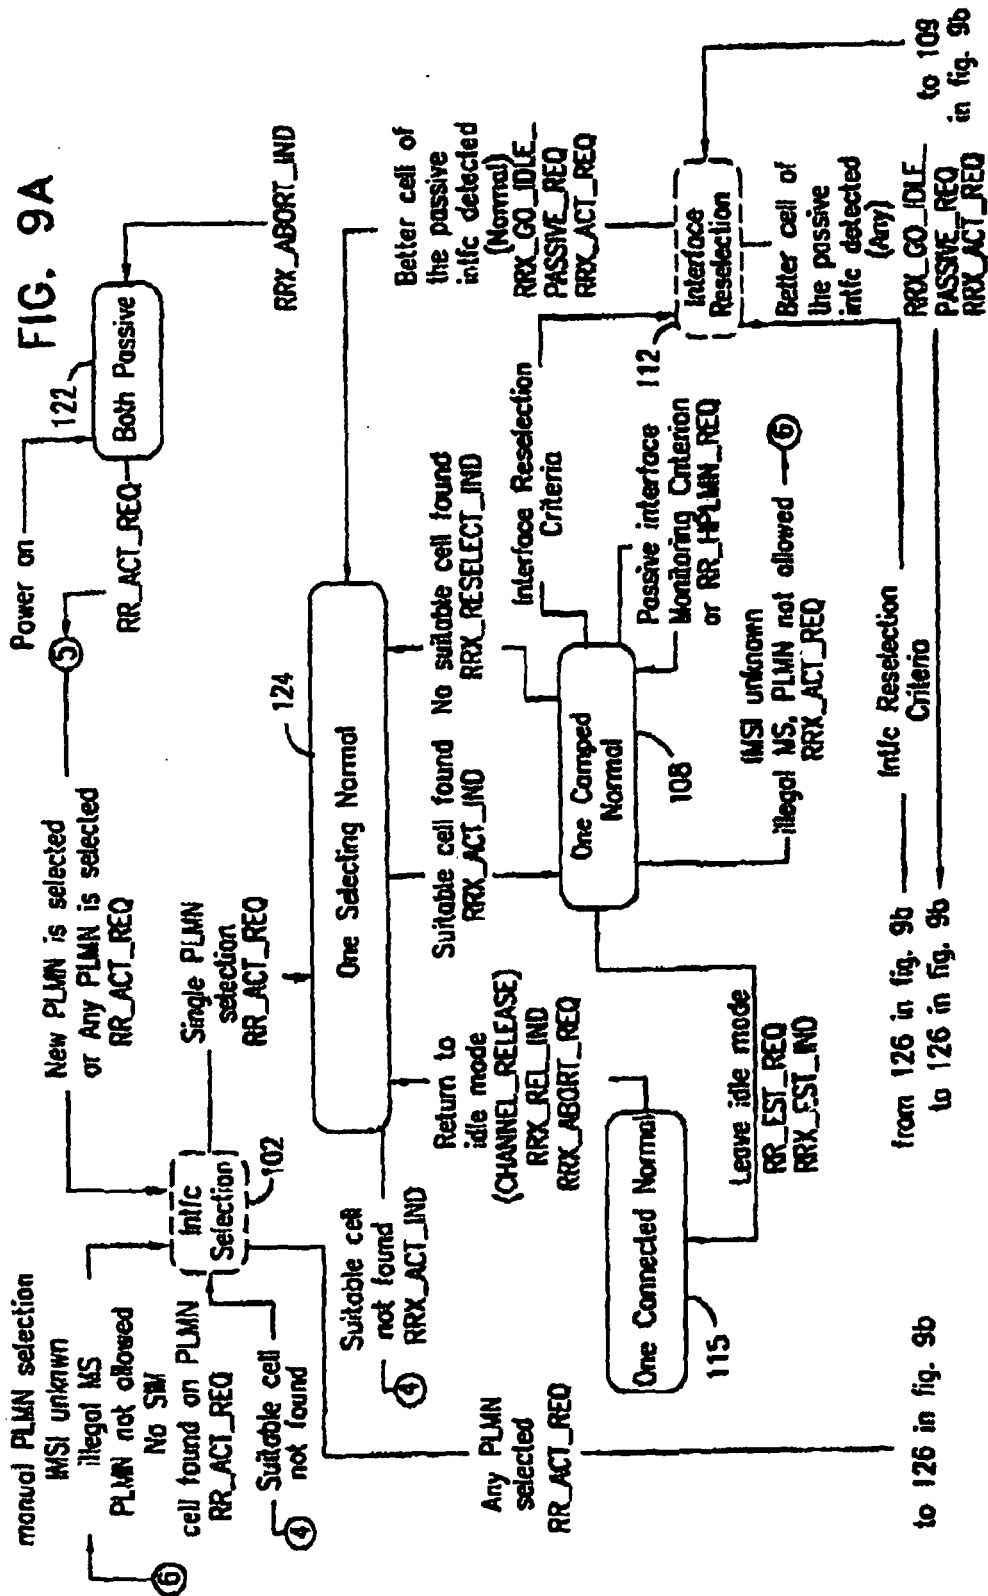 FIG. 9A
Power on
122
Both Passive
RR_ACT_REQ
RRX_ABORT_IND
5
New PLMN is selected
or Any PLMN is selected
RR_ACT_REQ
manual PLMN selection
IMSI unknwn
illegal MS
PLMN not allowed
No SIM
cell found on PLMN
RR_ACT_REQ
6
Suitable cell
not found
4
Intfc
Selection
102
Single PLMN
selection
RR_ACT_REQ
124
One Selecting Normal
Better cell of
the passive
intfc detected
(Normal)
RRX_GO_IDLE_
PASSIVE_REQ
RRX_ACT_REQ
Suitable cell
not found
RRX_ACT_IND
4
Return to
idle mode
(CHANNEL_RELEASE)
RRX_REL_IND
RRX_ABORT_REQ
Suitable cell found
RRX_ACT_IND
No suitable cell found
RRX_RESELECT_IND
Interface Reselection
Criteria
One Camped
Normal
108
Passive interface
Monitoring Criterion
or RR_HPLMN_REQ
112
Interface
Reselection
One Connected Normal
115
Leave idle mode
RR_EST_REQ
RRX_EST_IND
IMSI unknown
illegal MS, PLMN not allowed
RRX_ACT_REQ
6
Better cell of
the passive
intfc detected
(Any)
RRX_GO_IDLE_
PASSIVE_REQ
RRX_ACT_REQ
Any PLMN
selected
RR_ACT_REQ
Intfc Reselection
Criteria
to 126 in fig. 9b
from 126 in fig. 9b
to 126 in fig. 9b
to 109
in fig. 9b